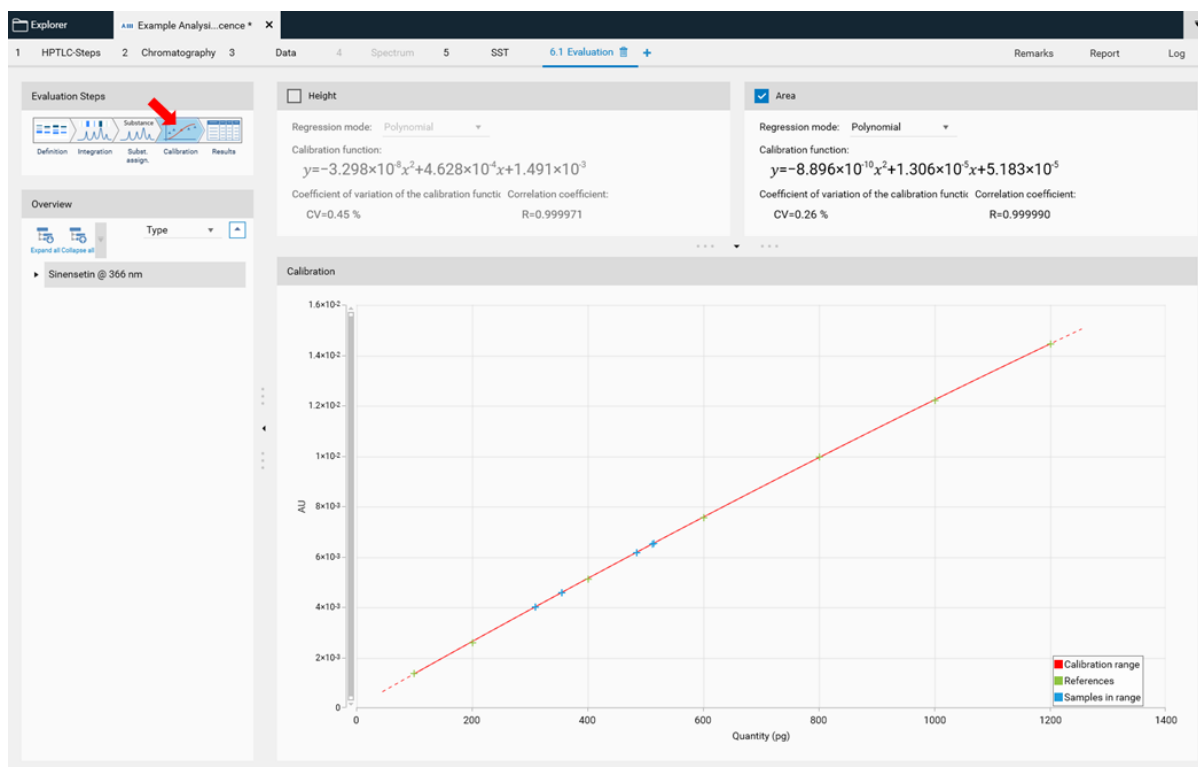 Explorer
Example Analysi...cence *
1 HPTLC-Steps 2 Chromatography 3 Data 4 Spectrum 5 SST 6.1 Evaluation + Remarks Report Log
Evaluation Steps
Substance
Definition Integration Subst. assign. Calibration Results
Overview
Expand all Collapse all
Type
Sinensetin @ 366 nm
Height
Regression mode: Polynomial
Calibration function:
y=−3.298×10⁻⁸x²+4.628×10⁻⁴x+1.491×10⁻³
Coefficient of variation of the calibration functic Correlation coefficient:
CV=0.45 % R=0.999971
Area
Regression mode: Polynomial
Calibration function:
y=−8.896×10⁻¹⁰x²+1.306×10⁻⁵x+5.183×10⁻⁵
Coefficient of variation of the calibration functic Correlation coefficient:
CV=0.26 % R=0.999990
Calibration
1.6×10⁻²
1.4×10⁻²
1.2×10⁻²
1×10⁻²
8×10⁻³
6×10⁻³
4×10⁻³
2×10⁻³
0
AU
0 200 400 600 800 1000 1200 1400
Quantity (pg)
Calibration range
References
Samples in range